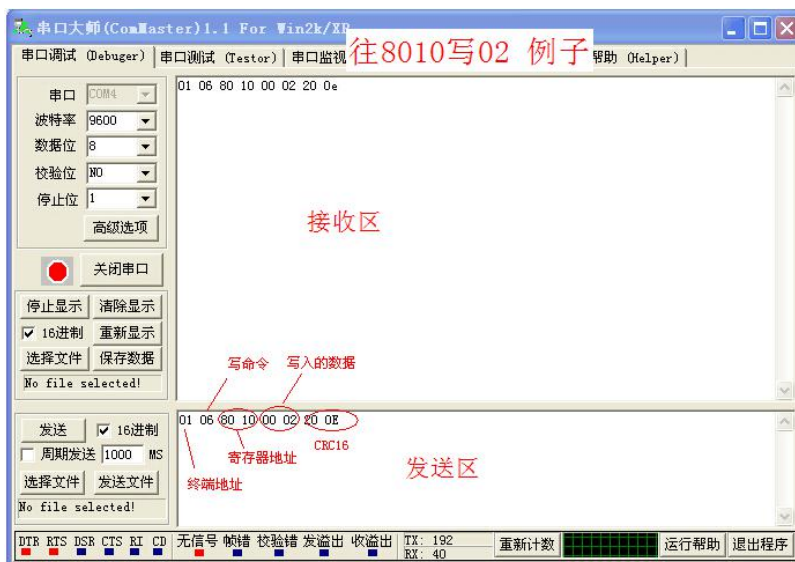 串口大师(ComMaster)1.1 For Win2k/XP
往8010写02 例子
串口调试 (Debuger)
串口测试 (Testor)
串口监视
帮助 (Helper)
串口 COM4
波特率 9600
数据位 8
校验位 NO
停止位 1
高级选项
关闭串口
停止显示 清除显示
16进制 重新显示
选择文件 保存数据
No file selected!
01 06 80 10 00 02 20 0e
接收区
写命令 写入的数据
01 06 80 10 00 02 20 0E
寄存器地址 CRC16
终端地址
发送区
发送 16进制
周期发送 1000 MS
选择文件 发送文件
No file selected!
DTR RTS DSR CTS RI CD 无信号 帧错 校验错 发溢出 收溢出 TX: 192
RX: 40
重新计数 运行帮助 退出程序